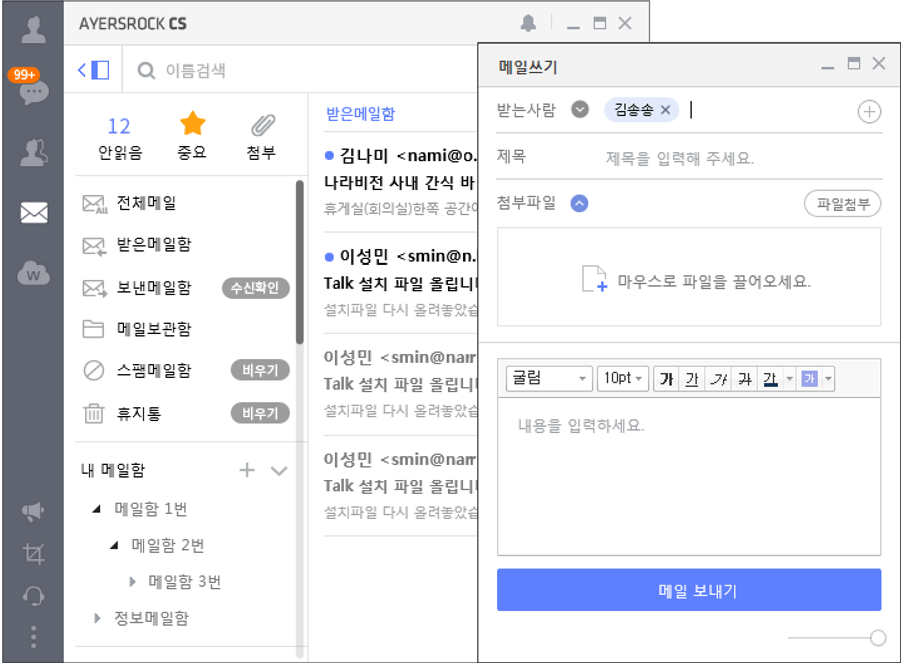 AYERSROCK CS
99+
이름검색
12
안읽음
중요
첨부
전체메일
받은메일함
보낸메일함 수신확인
메일보관함
스팸메일함 비우기
휴지통 비우기
내 메일함
메일함 1번
메일함 2번
메일함 3번
정보메일함
받은메일함
김나미 <nami@o.
나라비전 사내 간식 바
휴게실(회의실)한쪽 공간
이성민 <smin@n.
Talk 설치 파일 올립니
설치파일 다시 올려놓았습
이성민 <smin@nar
Talk 설치 파일 올립니
설치파일 다시 올려놓았습
이성민 <smin@nar
Talk 설치 파일 올립니
설치파일 다시 올려놓았습
메일쓰기
받는사람 김송송
제목 제목을 입력해 주세요.
첨부파일 파일첨부
마우스로 파일을 끌어오세요.
굴림 10pt 가 가 가 가 가 가
내용을 입력하세요.
메일 보내기
W
All